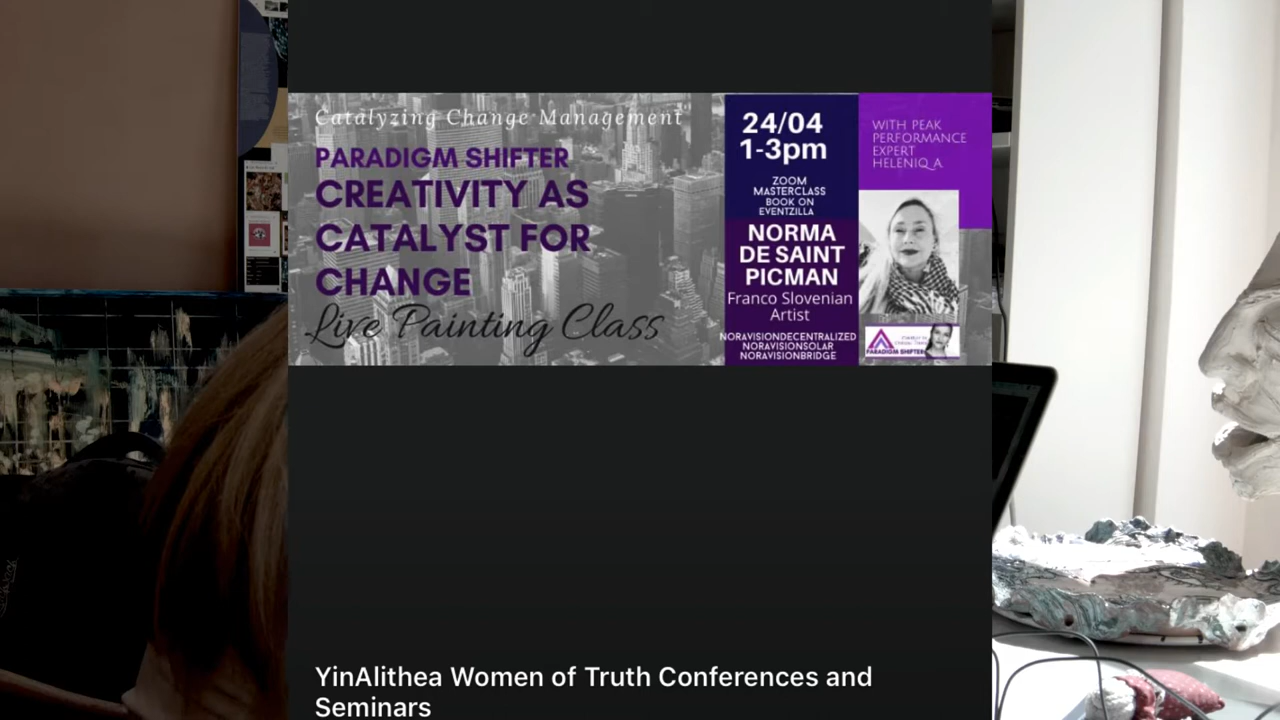 Catalyzing Change Management
PARADIGM SHIFTER
CREATIVITY AS
CATALYST FOR
CHANGE
Live Painting Class
24/04
1-3pm
ZOOM
MASTERCLASS
BOOK ON
EVENTZILLA
NORMA
DE SAINT
PICMAN
Franco Slovenian
Artist
NORAVISIONDECENTRALIZED
NORAVISIONSOLAR
NORAVISIONBRIDGE
WITH PEAK
PERFORMANCE
EXPERT
HELENIQ A.
PARADIGM SHIFTER
YinAlithea Women of Truth Conferences and
Seminars